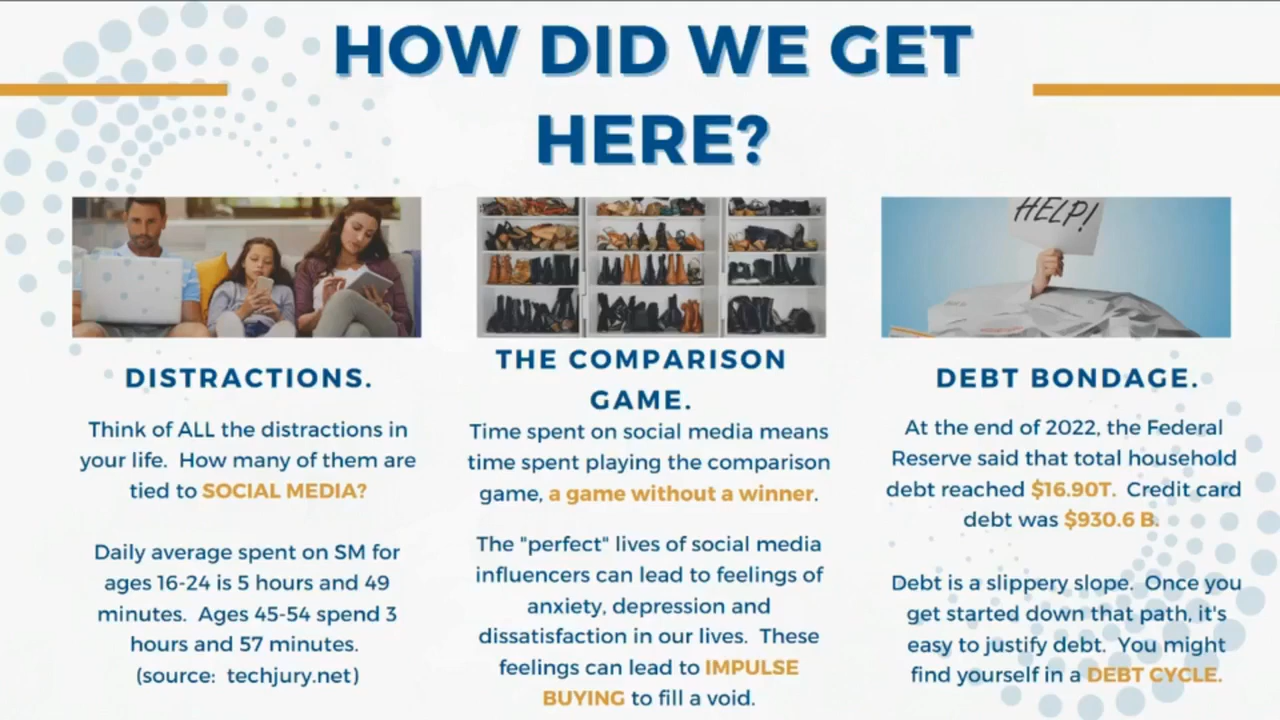 HOW DID WE GET
HERE?
HELP!
DISTRACTIONS.
Think of ALL the distractions in
your life. How many of them are
tied to SOCIAL MEDIA?
Daily average spent on SM for
ages 16-24 is 5 hours and 49
minutes. Ages 45-54 spend 3
hours and 57 minutes.
(source: techjury.net)
THE COMPARISON
GAME.
Time spent on social media means
time spent playing the comparison
game, a game without a winner.
The "perfect" lives of social media
influencers can lead to feelings of
anxiety, depression and
dissatisfaction in our lives. These
feelings can lead to IMPULSE
BUYING to fill a void.
DEBT BONDAGE.
At the end of 2022, the Federal
Reserve said that total household
debt reached $16.90T. Credit card
debt was $930.6 B.
Debt is a slippery slope. Once you
get started down that path, it's
easy to justify debt. You might
find yourself in a DEBT CYCLE.